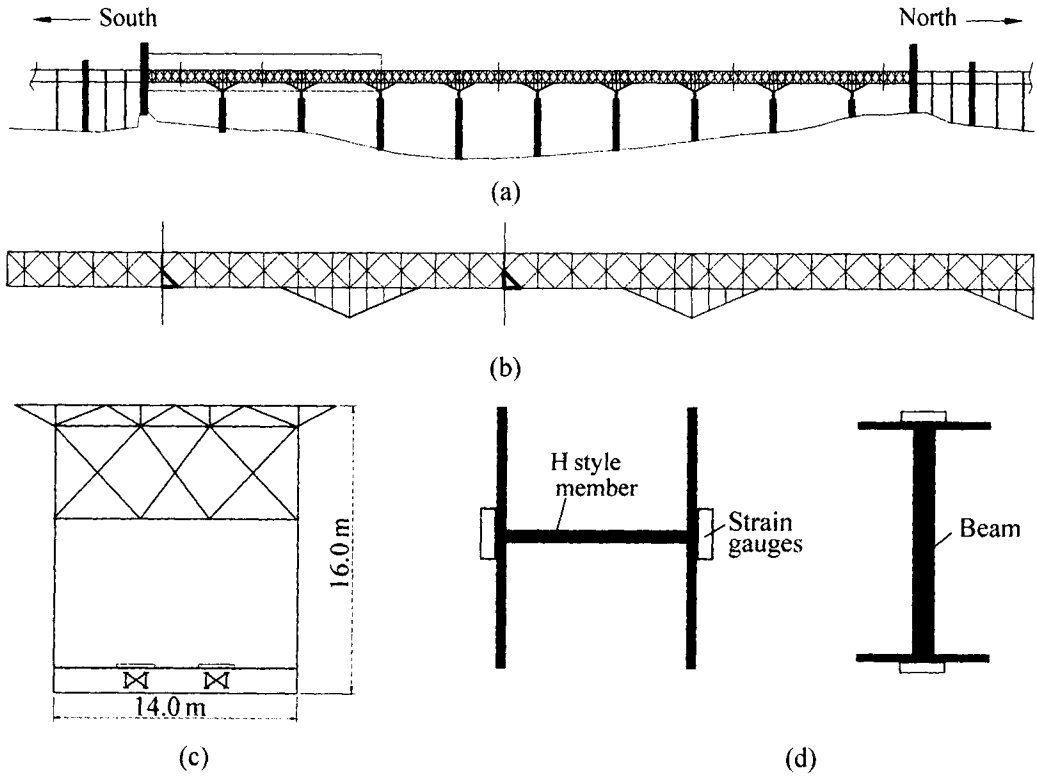 South
North
(a)
(b)
H style
member
Strain
gauges
Beam
16.0 m
14.0 m
(c)
(d)